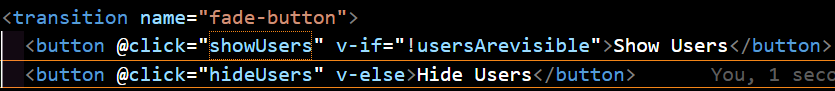 <transition name="fade-button">
<button @click="showUsers" v-if="!usersArevisible">Show Users</button>
<button @click="hideUsers" v-else>Hide Users</button> You, 1 seco